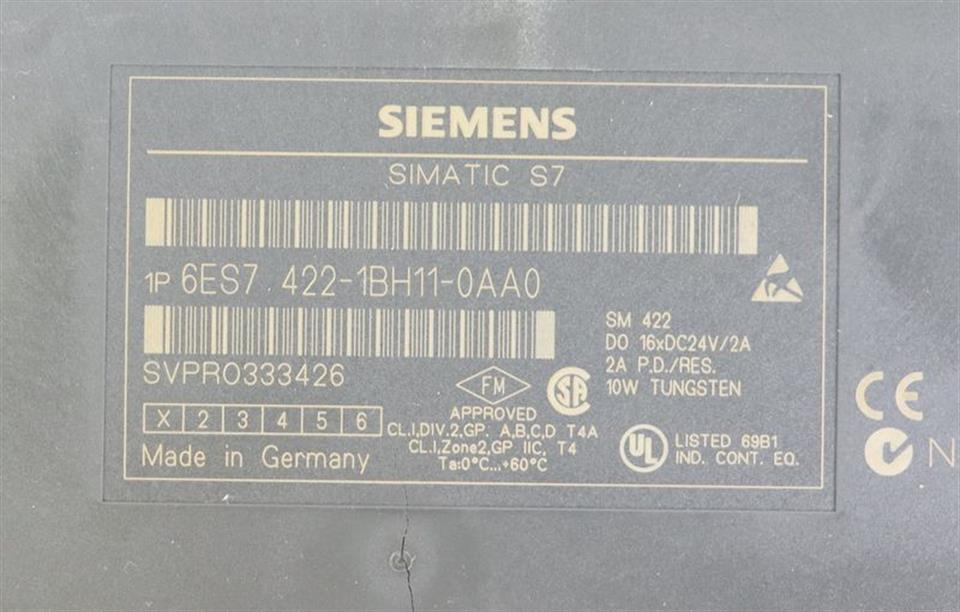 SIEMENS
SIMATIC S7
1P 6ES7 422-1BH11-0AA0
SM 422
DO 16xDC24V/2A
2A P.D./RES.
10W TUNGSTEN
SVPR0333426
FM
APPROVED
CL.I,DIV.2,GP. A,B,C,D T4A
CL.I,Zone2,GP IIC, T4
Ta:0°C...+60°C
SA
X 2 3 4 5 6
Made in Germany
UL
LISTED 69B1
IND. CONT. EQ.
CE
N